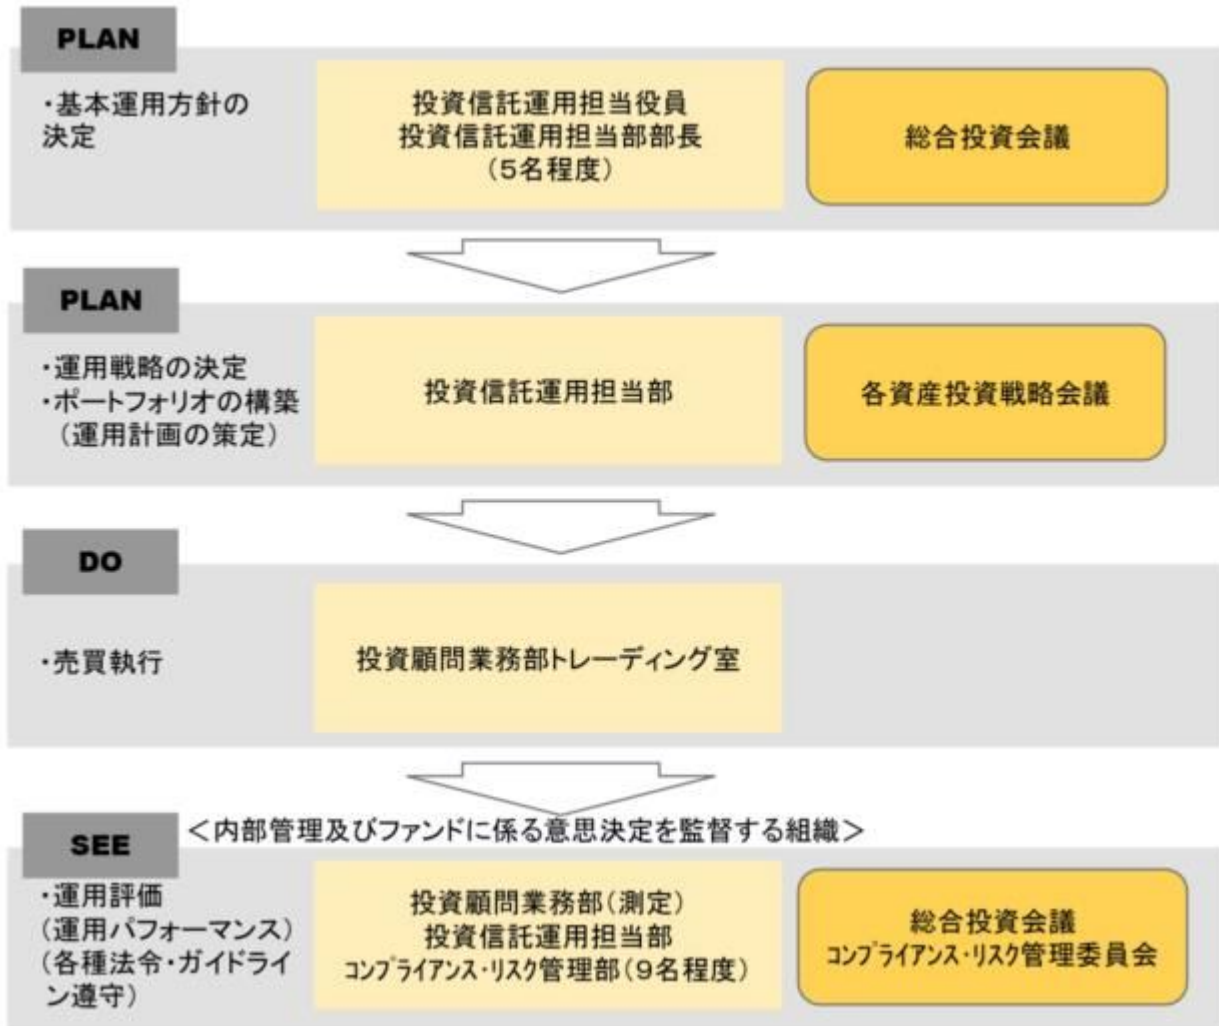 PLAN
・基本運用方針の
決定
投資信託運用担当役員
投資信託運用担当部部長
(5名程度)
総合投資会議
PLAN
・運用戦略の決定
・ポートフォリオの構築
(運用計画の策定)
投資信託運用担当部
各資産投資戦略会議
DO
・売買執行
投資顧問業務部トレーディング室
SEE
<内部管理及びファンドに係る意思決定を監督する組織>
・運用評価
(運用パフォーマンス)
(各種法令・ガイドライ
ン遵守)
投資顧問業務部(測定)
投資信託運用担当部
コンプライアンス・リスク管理部(9名程度)
総合投資会議
コンプライアンス・リスク管理委員会